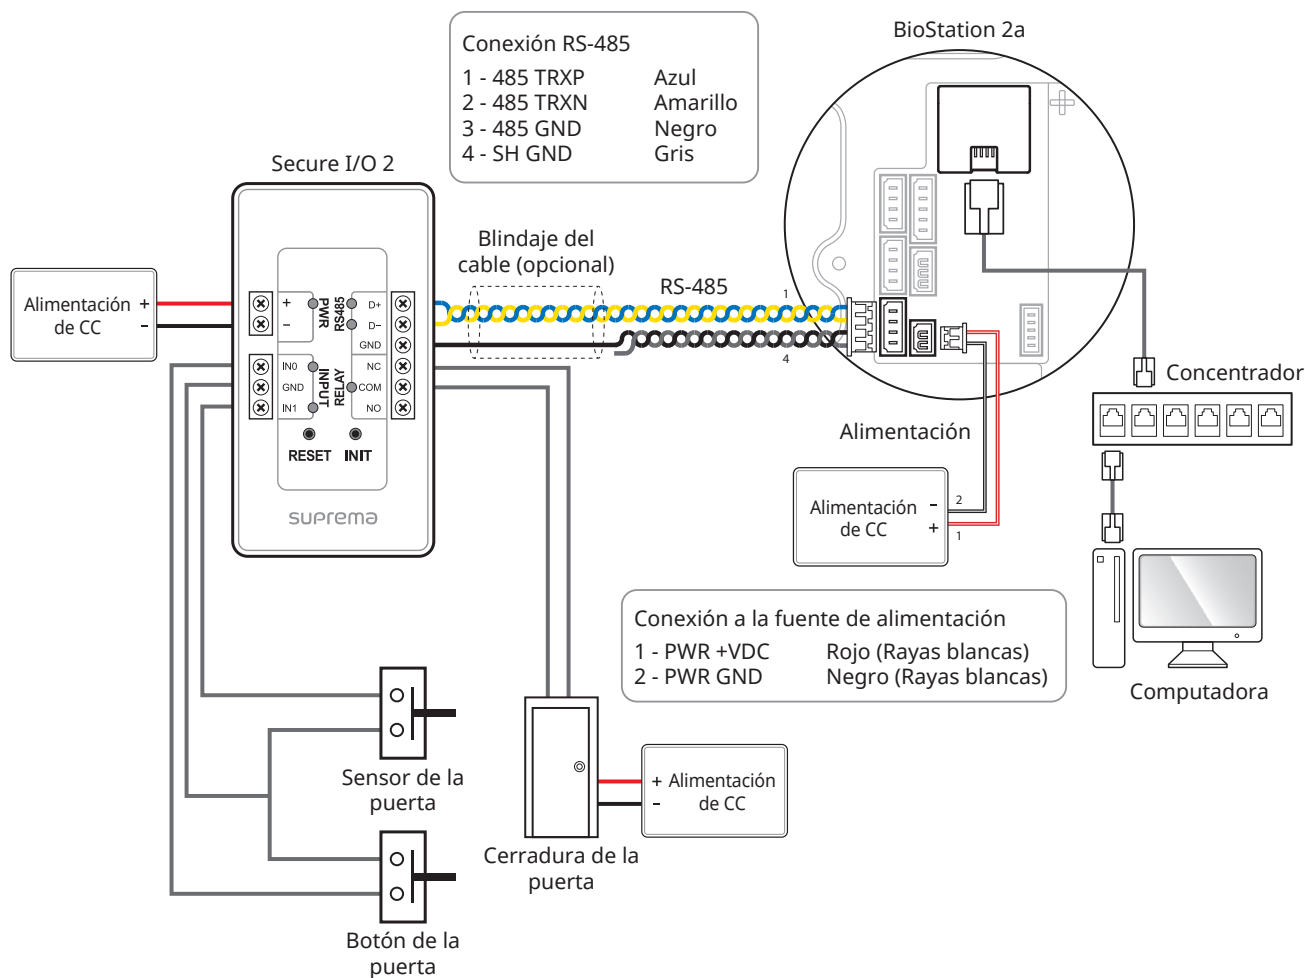 BioStation 2a
Conexión RS-485
1 - 485 TRXP Azul
2 - 485 TRXN Amarillo
3 - 485 GND Negro
4 - SH GND Gris
Secure I/O 2
Blindaje del
cable (opcional)
RS-485
1
4
Alimentación +
de CC -
+
-
PWR
RS485
D+
D-
GND
IN0
GND
IN1
INPUT
RELAY
NC
COM
NO
RESET INIT
suprema
Concentrador
Alimentación
Alimentación - 2
de CC + 1
Conexión a la fuente de alimentación
1 - PWR +VDC Rojo (Rayas blancas)
2 - PWR GND Negro (Rayas blancas)
Computadora
Sensor de la
puerta
+ Alimentación
- de CC
Cerradura de la
puerta
Botón de la
puerta